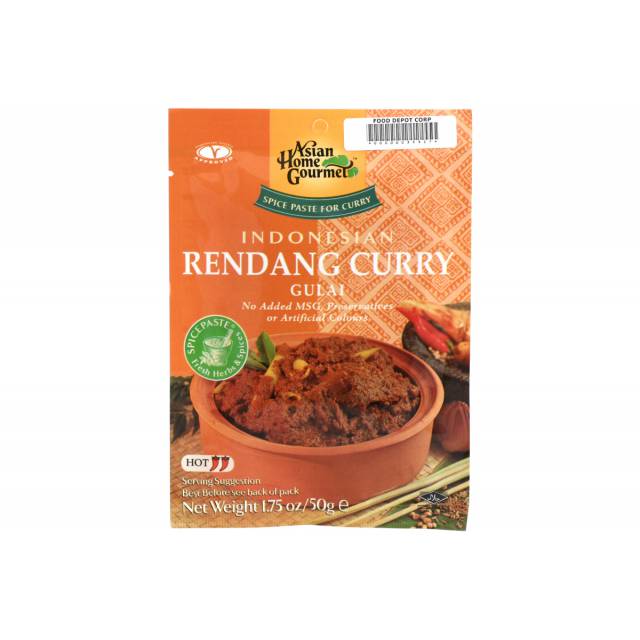 FOOD DEPOT CORP
APPROVED
Asian
Home
Gourmet™
SPICE PASTE FOR CURRY
INDONESIAN
RENDANG CURRY
GULAI
No Added MSG, Preservatives
or Artificial Colours.
SPICEPASTE®
Fresh Herbs & Spices
HOT
Serving Suggestion
Best Before see back of pack
Net Weight 1.75 oz/50g ℮